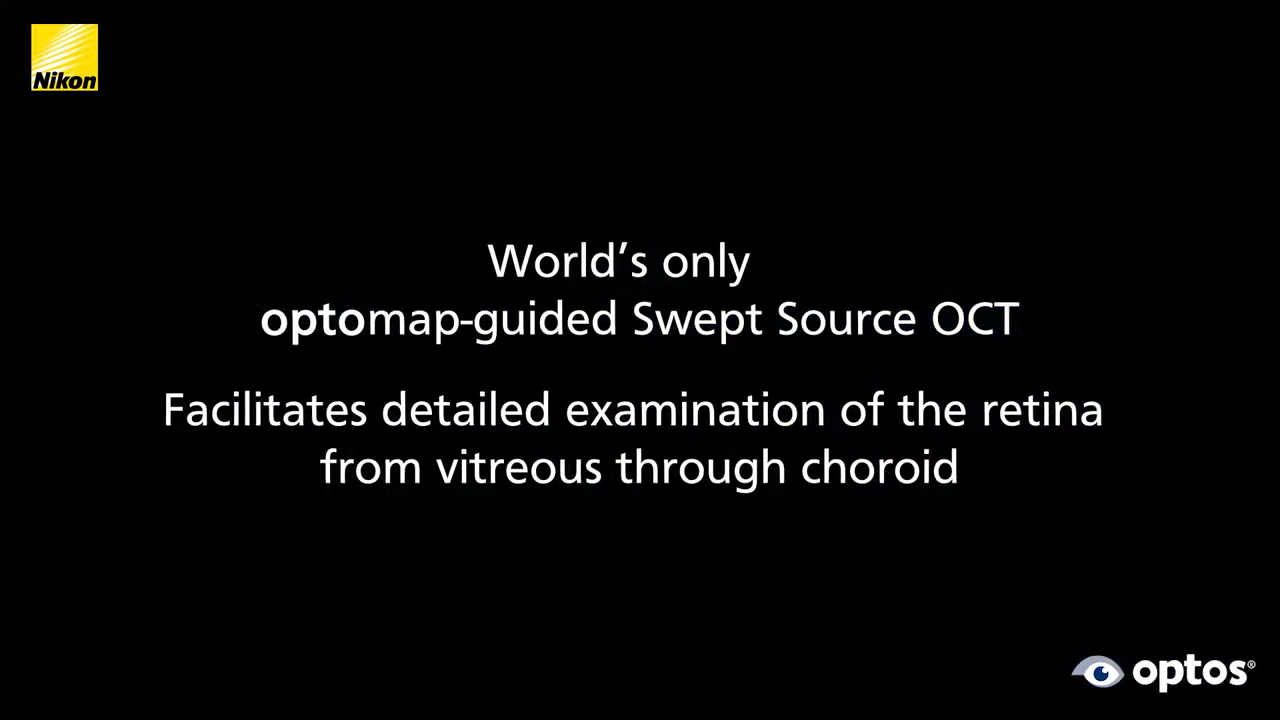 Nikon
World's only
optomap-guided Swept Source OCT
Facilitates detailed examination of the retina
from vitreous through choroid
optos®